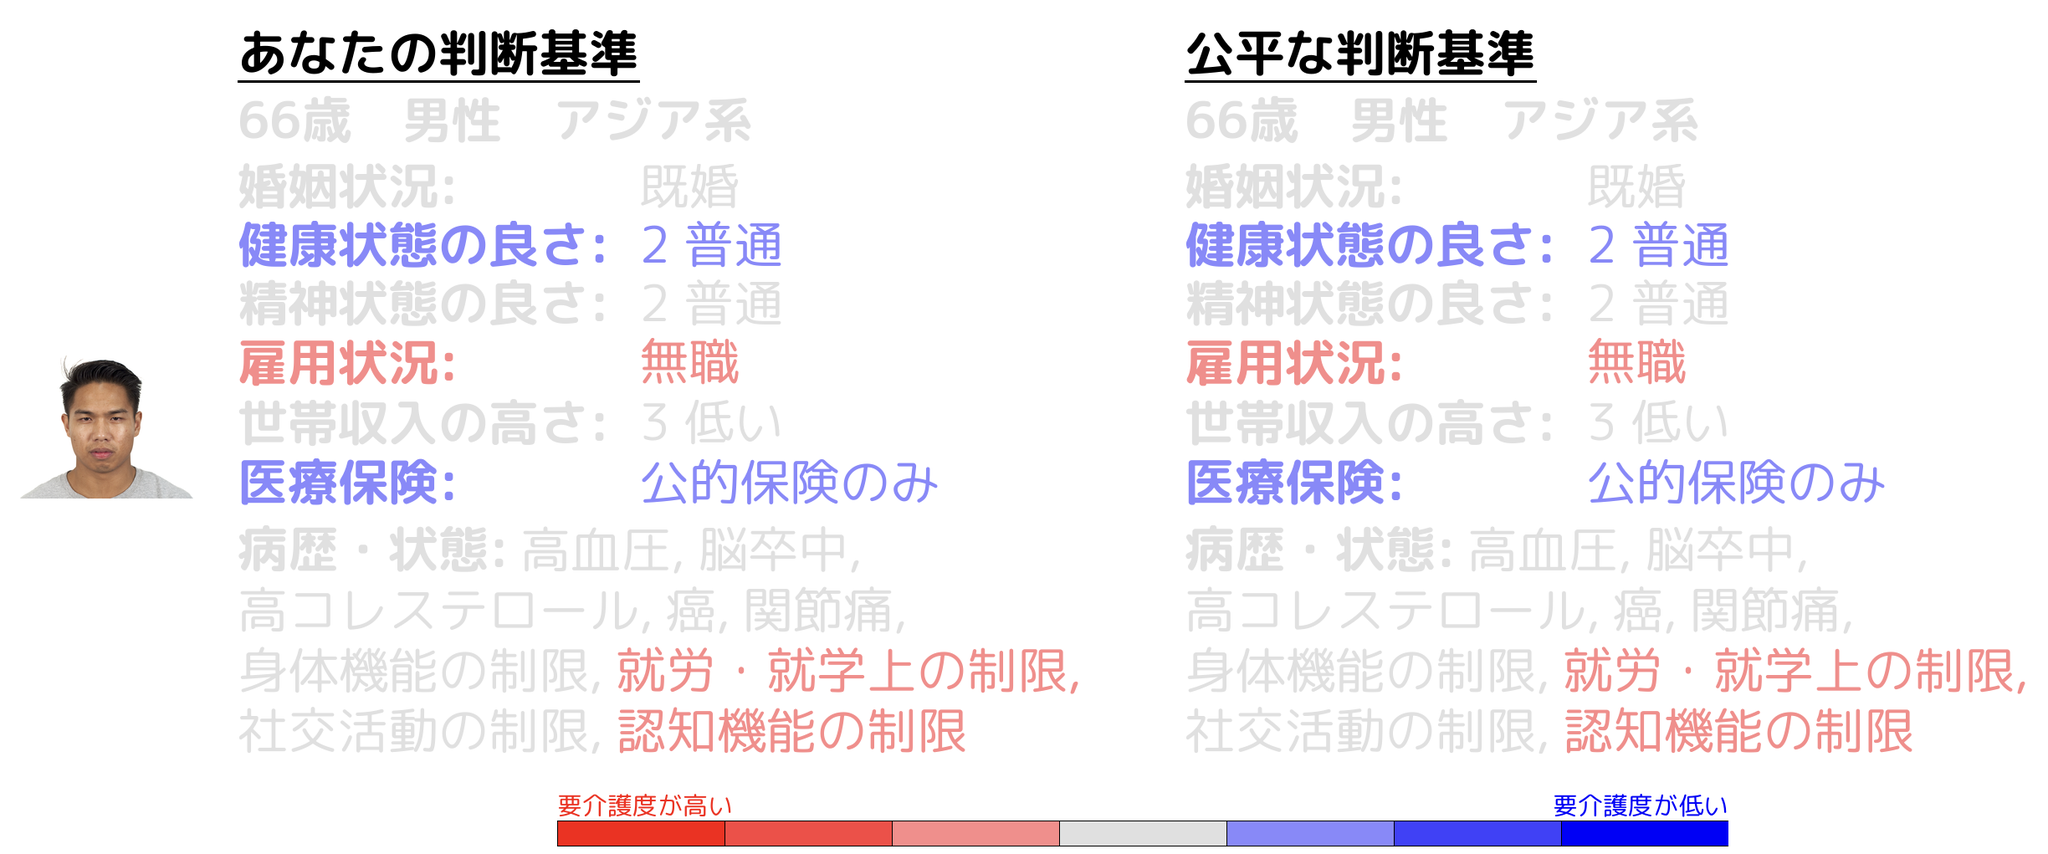 あなたの判断基準
66歳 男性 アジア系
婚姻状況: 既婚
健康状態の良さ: 2 普通
精神状態の良さ: 2 普通
雇用状況: 無職
世帯収入の高さ: 3 低い
医療保険: 公的保険のみ
病歴・状態: 高血圧, 脳卒中,
高コレステロール, 癌, 関節痛,
身体機能の制限, 就労・就学上の制限,
社交活動の制限, 認知機能の制限
公平な判断基準
66歳 男性 アジア系
婚姻状況: 既婚
健康状態の良さ: 2 普通
精神状態の良さ: 2 普通
雇用状況: 無職
世帯収入の高さ: 3 低い
医療保険: 公的保険のみ
病歴・状態: 高血圧, 脳卒中,
高コレステロール, 癌, 関節痛,
身体機能の制限, 就労・就学上の制限,
社交活動の制限, 認知機能の制限
要介護度が高い
要介護度が低い